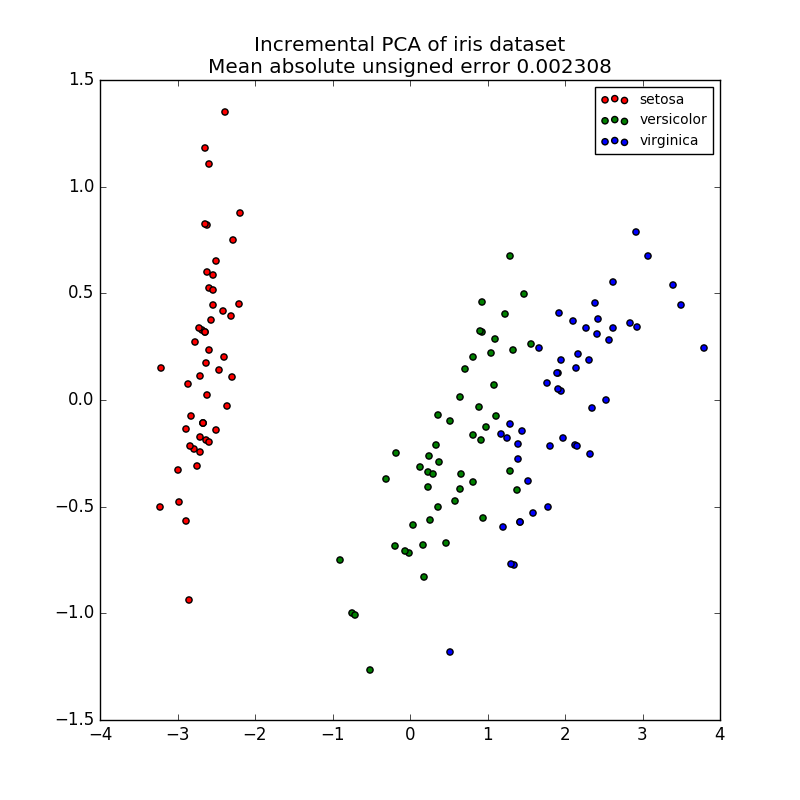 Incremental PCA of iris dataset
Mean absolute unsigned error 0.002308
setosa
versicolor
virginica
1.5
1.0
0.5
0.0
−0.5
−1.0
−1.5
−4 −3 −2 −1 0 1 2 3 4